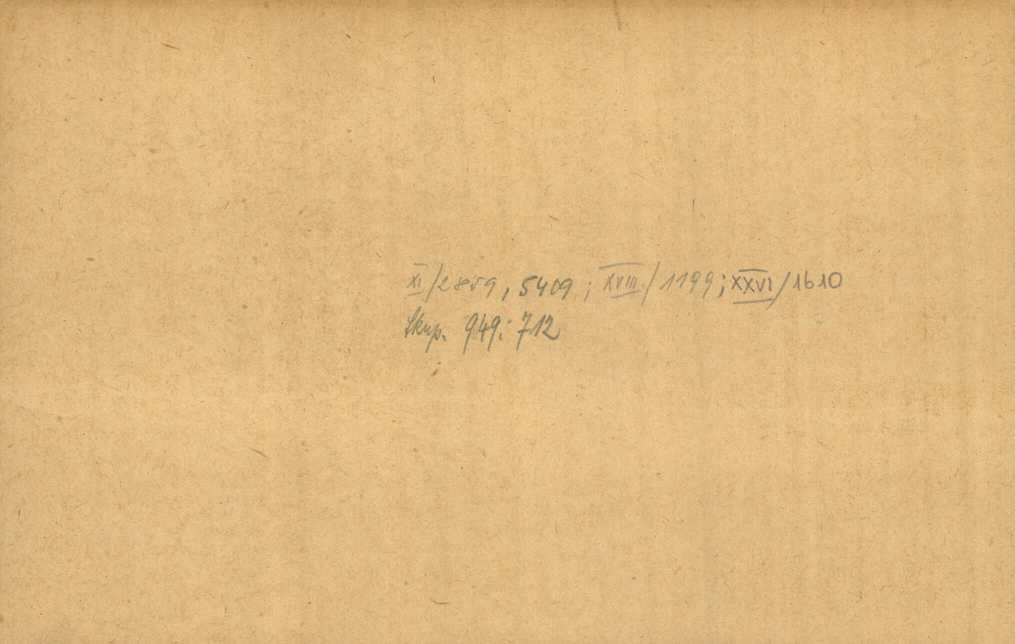 XI/2859, 5409; XVIII/1199; XXVI/1610
Skup. 949: 712